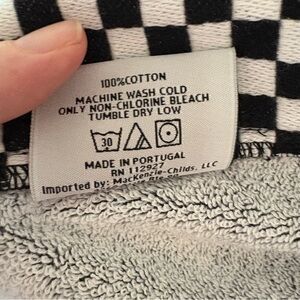 100%COTTON
MACHINE WASH COLD
ONLY NON-CHLORINE BLEACH
TUMBLE DRY LOW
30
MADE IN PORTUGAL
RN 112927
Imported by: MacKenzie-Childs, LLC